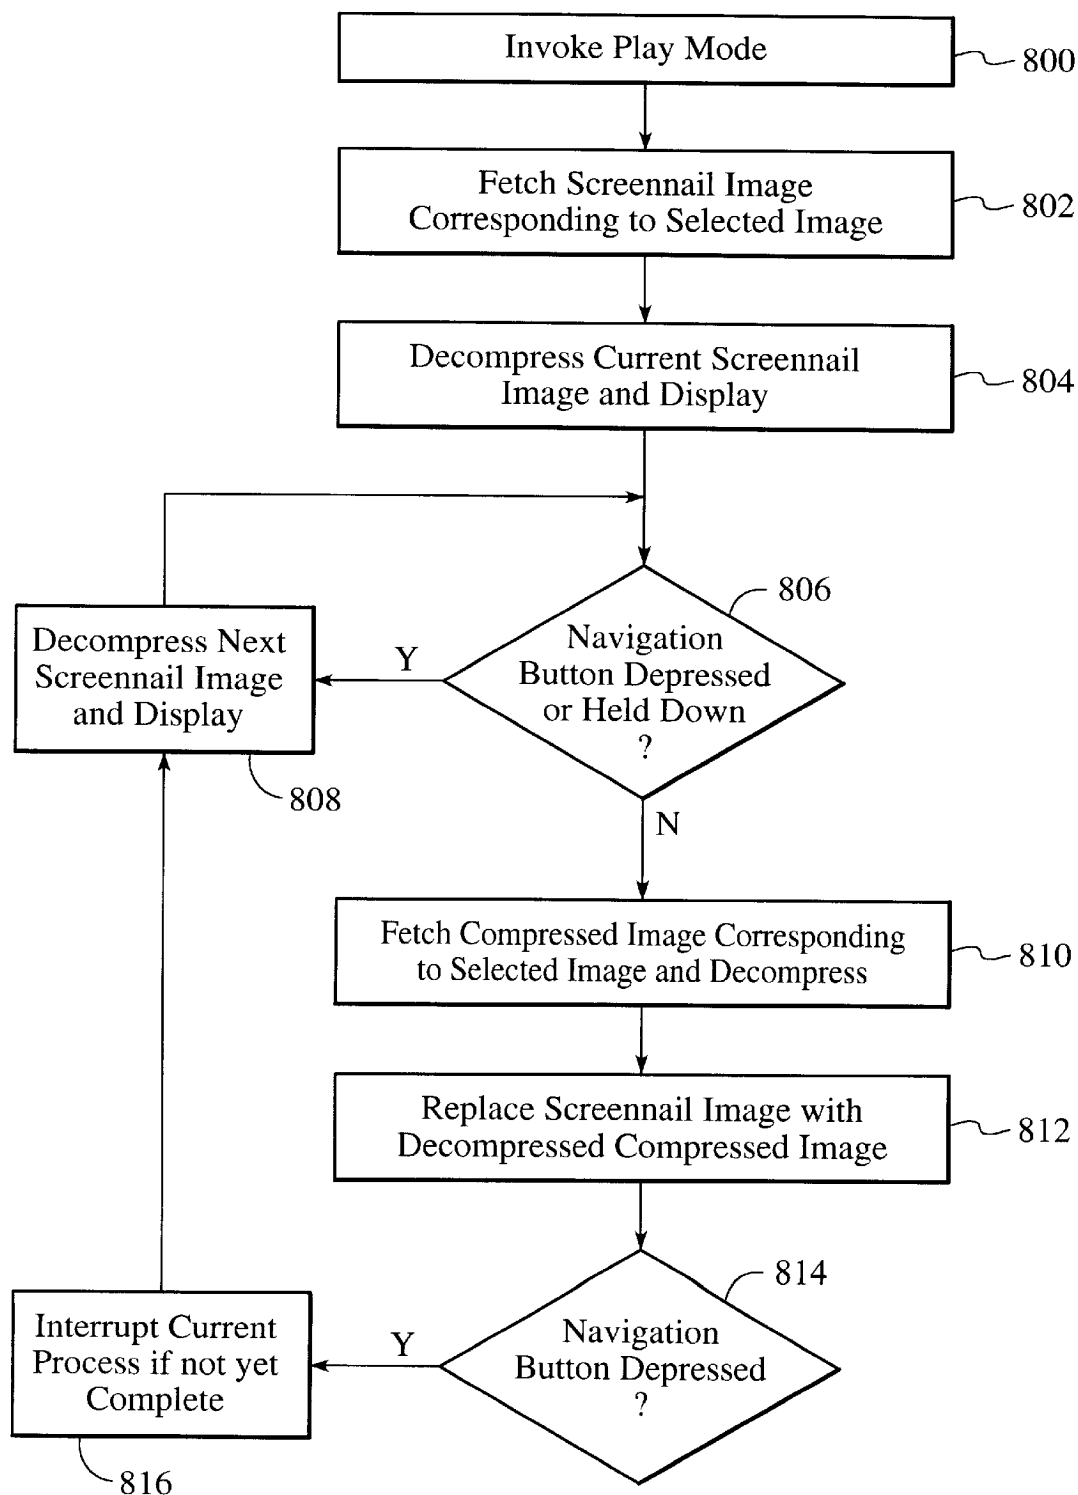 Invoke Play Mode
800
Fetch Screennail Image
Corresponding to Selected Image
802
Decompress Current Screennail
Image and Display
804
806
Navigation
Button Depressed
or Held Down
?
Y
Decompress Next
Screennail Image
and Display
808
N
Fetch Compressed Image Corresponding
to Selected Image and Decompress
810
Replace Screennail Image with
Decompressed Compressed Image
812
814
Navigation
Button Depressed
?
Y
Interrupt Current
Process if not yet
Complete
816